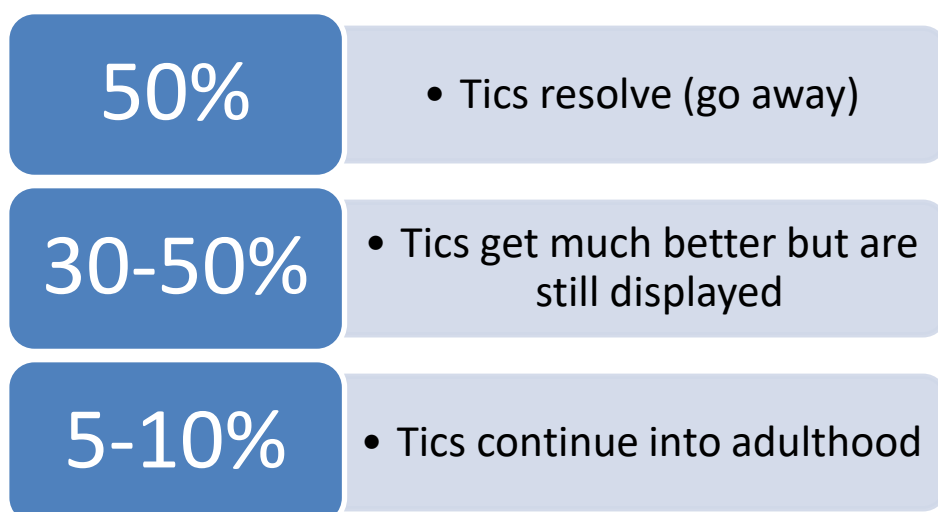 50%
• Tics resolve (go away)
30-50%
• Tics get much better but are
still displayed
5-10%
• Tics continue into adulthood